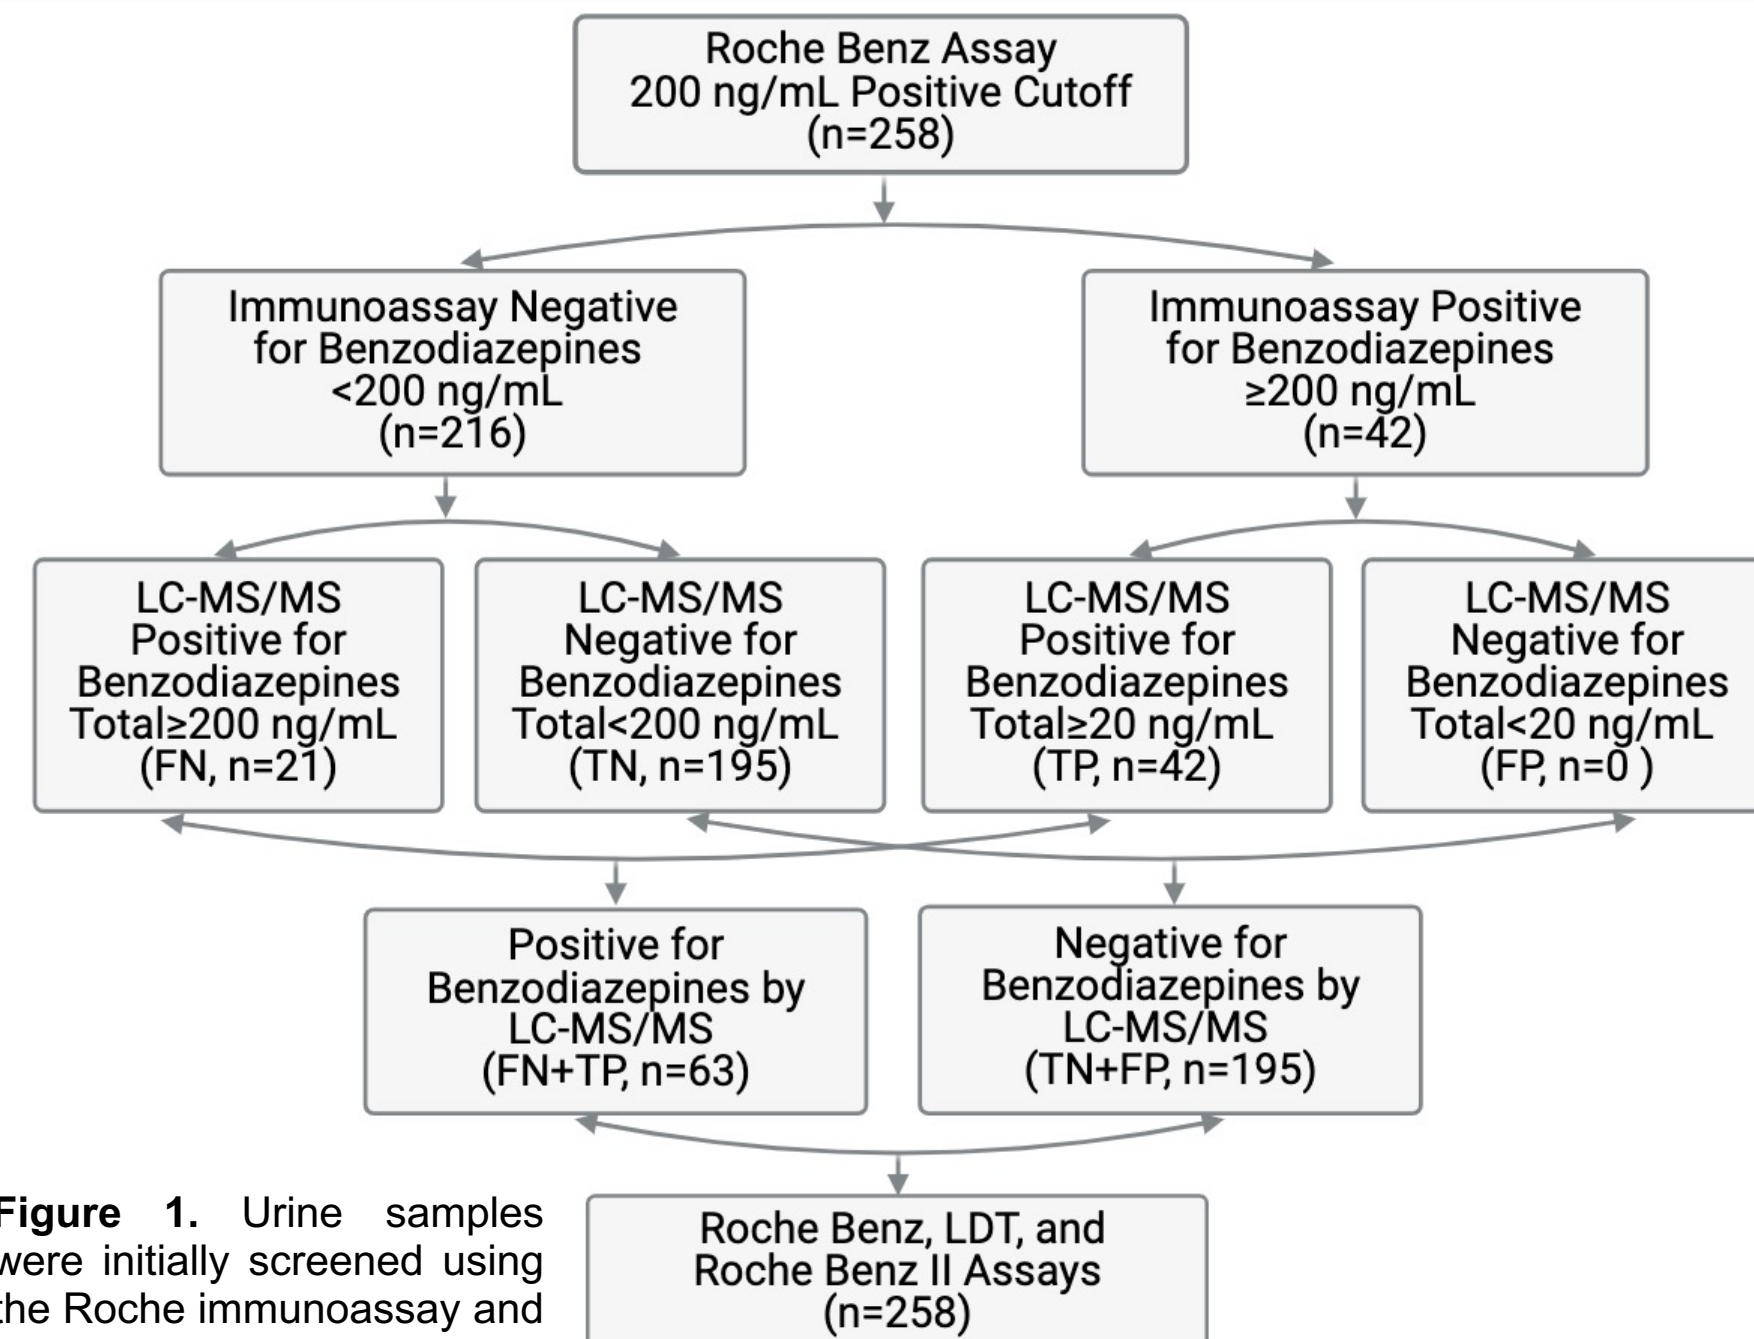 Roche Benz Assay
200 ng/mL Positive Cutoff
(n=258)
Immunoassay Negative
for Benzodiazepines
<200 ng/mL
(n=216)
Immunoassay Positive
for Benzodiazepines
≥200 ng/mL
(n=42)
LC-MS/MS
Positive for
Benzodiazepines
Total≥200 ng/mL
(FN, n=21)
LC-MS/MS
Negative for
Benzodiazepines
Total<200 ng/mL
(TN, n=195)
LC-MS/MS
Positive for
Benzodiazepines
Total≥20 ng/mL
(TP, n=42)
LC-MS/MS
Negative for
Benzodiazepines
Total<20 ng/mL
(FP, n=0 )
Positive for
Benzodiazepines by
LC-MS/MS
(FN+TP, n=63)
Negative for
Benzodiazepines by
LC-MS/MS
(TN+FP, n=195)
Roche Benz, LDT, and
Roche Benz II Assays
(n=258)
Figure 1. Urine samples
were initially screened using
the Roche immunoassay and